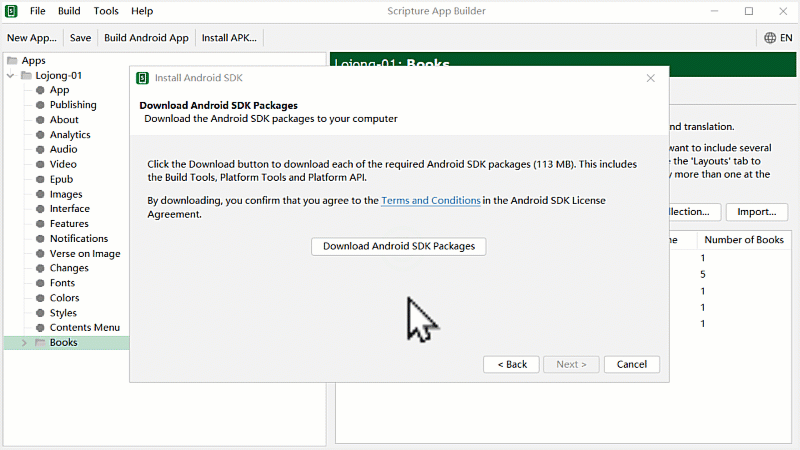 File Build Tools Help
Scripture App Builder
New App... Save Build Android App Install APK... EN
Apps
Lojong-01
App
Publishing
About
Analytics
Audio
Video
Epub
Images
Interface
Features
Notifications
Verse on Image
Changes
Fonts
Colors
Styles
Contents Menu
Books
Lojong-01: Books
Install Android SDK
Download Android SDK Packages
Download the Android SDK packages to your computer
Click the Download button to download each of the required Android SDK packages (113 MB). This includes
the Build Tools, Platform Tools and Platform API.
By downloading, you confirm that you agree to the Terms and Conditions in the Android SDK License
Agreement.
Download Android SDK Packages
< Back Next > Cancel
nd translation.
want to include several
the 'Layouts' tab to
more than one at the
llection... Import...
Number of Books
1
5
1
1
1